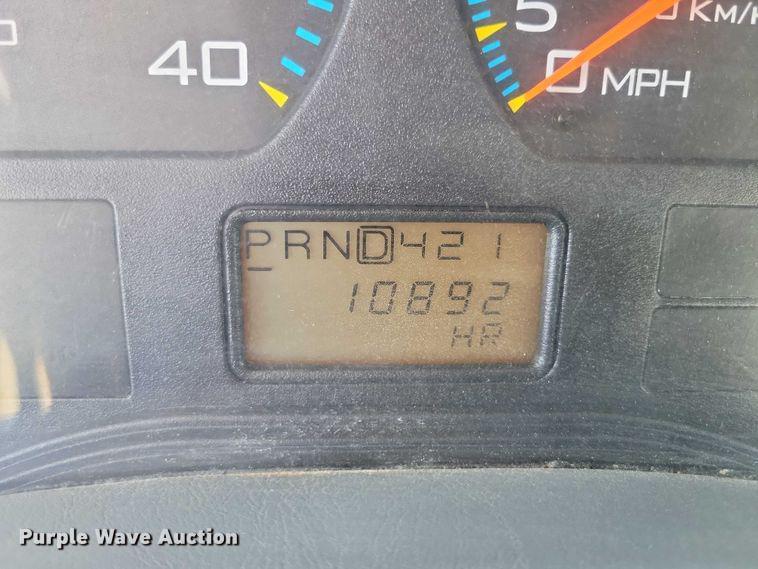 40
5
0 MPH
KM/H
PRND421
10892
HR
Purple Wave Auction®